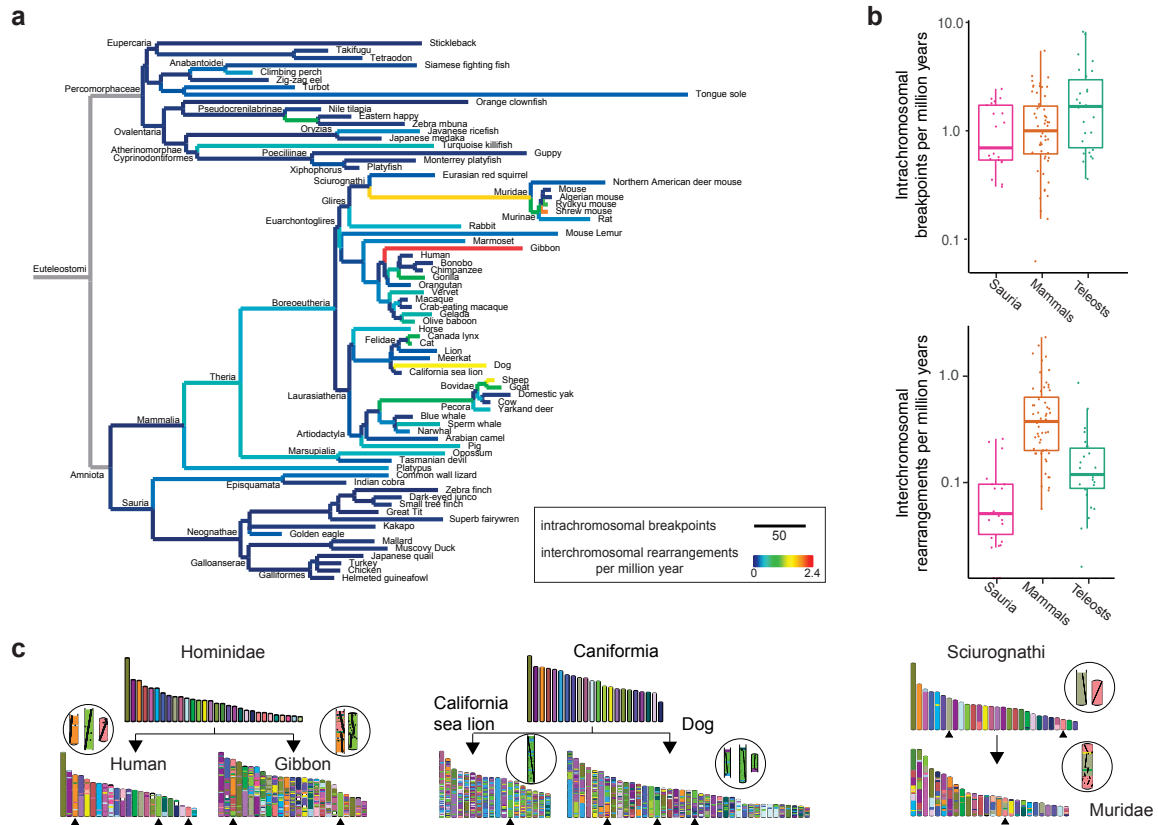 a
Eupercaria
Stickleback
Takifugu
Tetraodon
Anabantoidei
Siamese fighting fish
Climbing perch
Zig-zag eel
Percomorphaceae
Turbot
Tongue sole
Orange clownfish
Pseudocrenilabrinae
Nile tilapia
Eastern happy
Zebra mbuna
Ovalentaria
Oryzias
Javanese ricefish
Japanese medaka
Atherinomorphae
Turquoise killifish
Cyprinodontiformes
Poeciliinae
Guppy
Monterrey platyfish
Xiphophorus
Platyfish
Sciurognathi
Eurasian red squirrel
Muridae
Northern American deer mouse
Mouse
Algerian mouse
Ryukyu mouse
Shrew mouse
Glires
Murinae
Rat
Euarchontoglires
Rabbit
Mouse Lemur
Marmoset
Gibbon
Human
Bonobo
Chimpanzee
Gorilla
Euteleostomi
Orangutan
Vervet
Macaque
Crab-eating macaque
Boreoeutheria
Gelada
Olive baboon
Horse
Canada lynx
Felidae
Cat
Lion
Meerkat
Dog
California sea lion
Theria
Sheep
Bovidae
Goat
Laurasiatheria
Domestic yak
Cow
Pecora
Yarkand deer
Mammalia
Blue whale
Sperm whale
Narwhal
Artiodactyla
Arabian camel
Pig
Marsupialia
Opossum
Tasmanian devil
Platypus
Amniota
Common wall lizard
Episquamata
Indian cobra
Sauria
Zebra finch
Dark-eyed junco
Small tree finch
Great Tit
Superb fairywren
Kakapo
Neognathae
Golden eagle
Mallard
Muscovy Duck
Galloanserae
Japanese quail
Turkey
Chicken
Galliformes
Helmeted guineafowl
intrachromosomal breakpoints
50
interchromosomal rearrangements
per million year
0
2.4
b
Intrachromosomal
breakpoints per million years
10.0
1.0
0.1
Sauria
Mammals
Teleosts
Interchromosomal
rearrangements per million years
1.0
0.1
Sauria
Mammals
Teleosts
c
Hominidae
Human
Gibbon
Caniformia
California
sea lion
Dog
Sciurognathi
Muridae